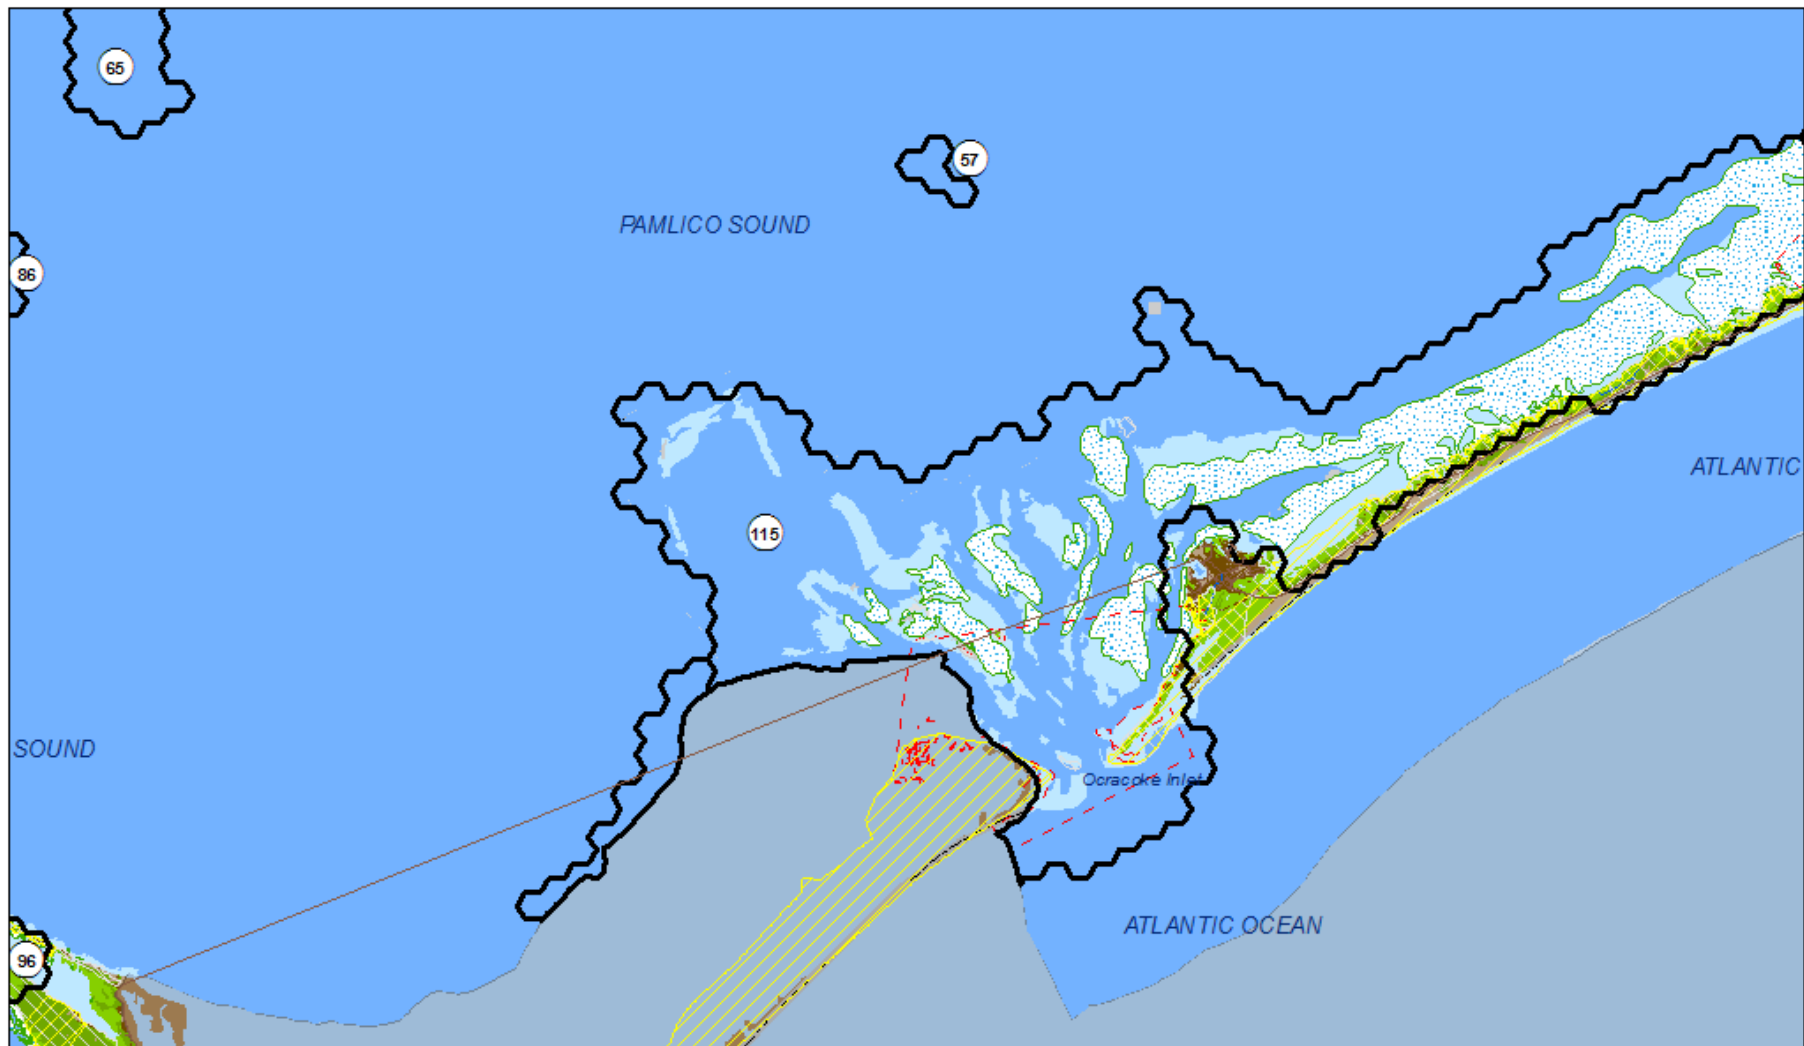 65
57
PAMLICO SOUND
86
ATLANTIC
115
SOUND
Ocracoke Inlet
ATLANTIC OCEAN
96